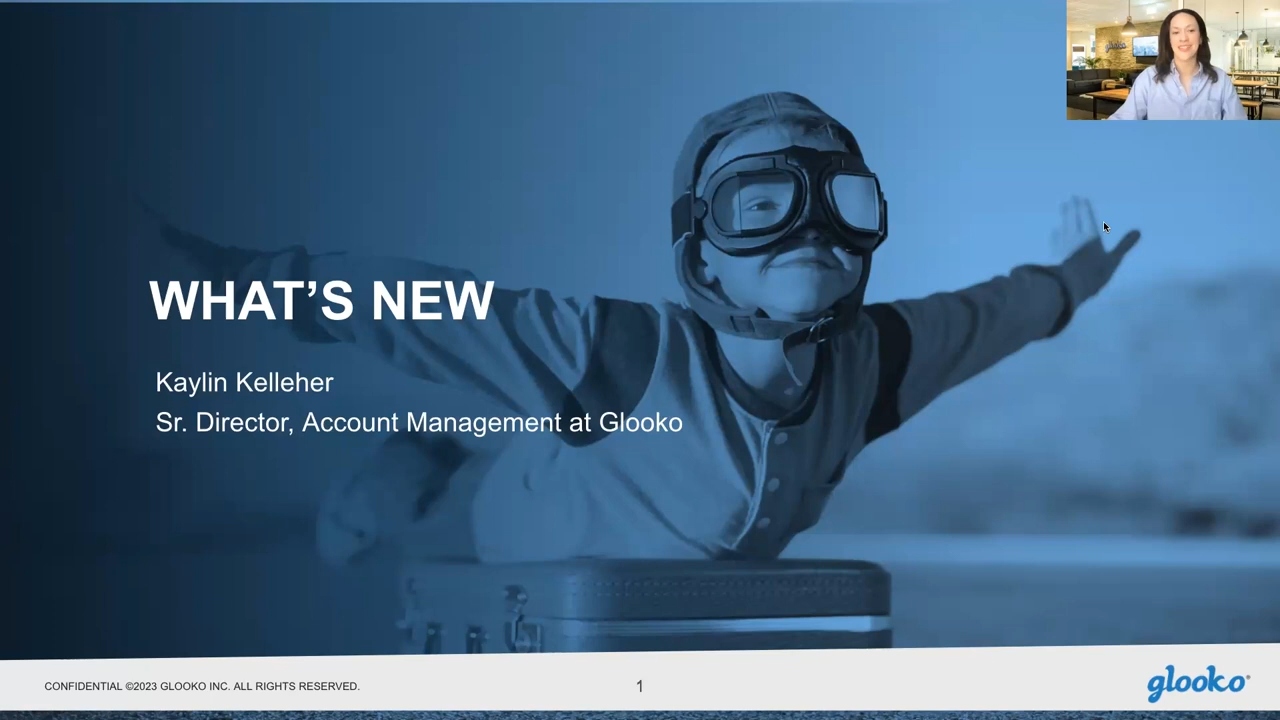 glooko
WHAT'S NEW
Kaylin Kelleher
Sr. Director, Account Management at Glooko
CONFIDENTIAL ©2023 GLOOKO INC. ALL RIGHTS RESERVED.
1
glooko®